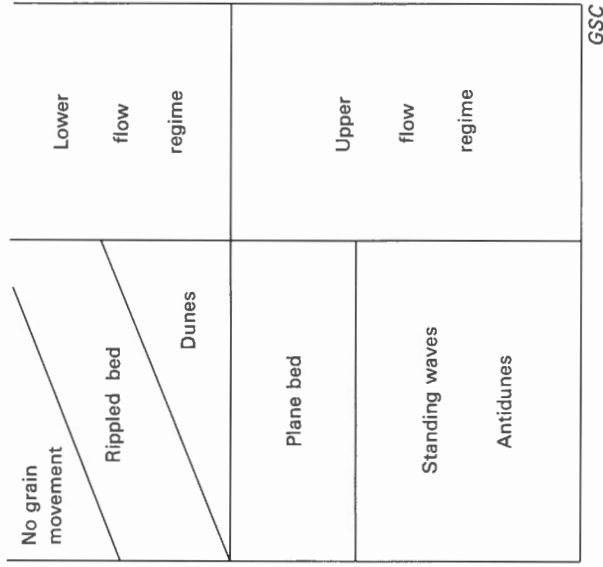 No grain
movement
Rippled bed
Dunes
Plane bed
Standing waves
Antidunes
Lower
flow
regime
Upper
flow
regime
GSC